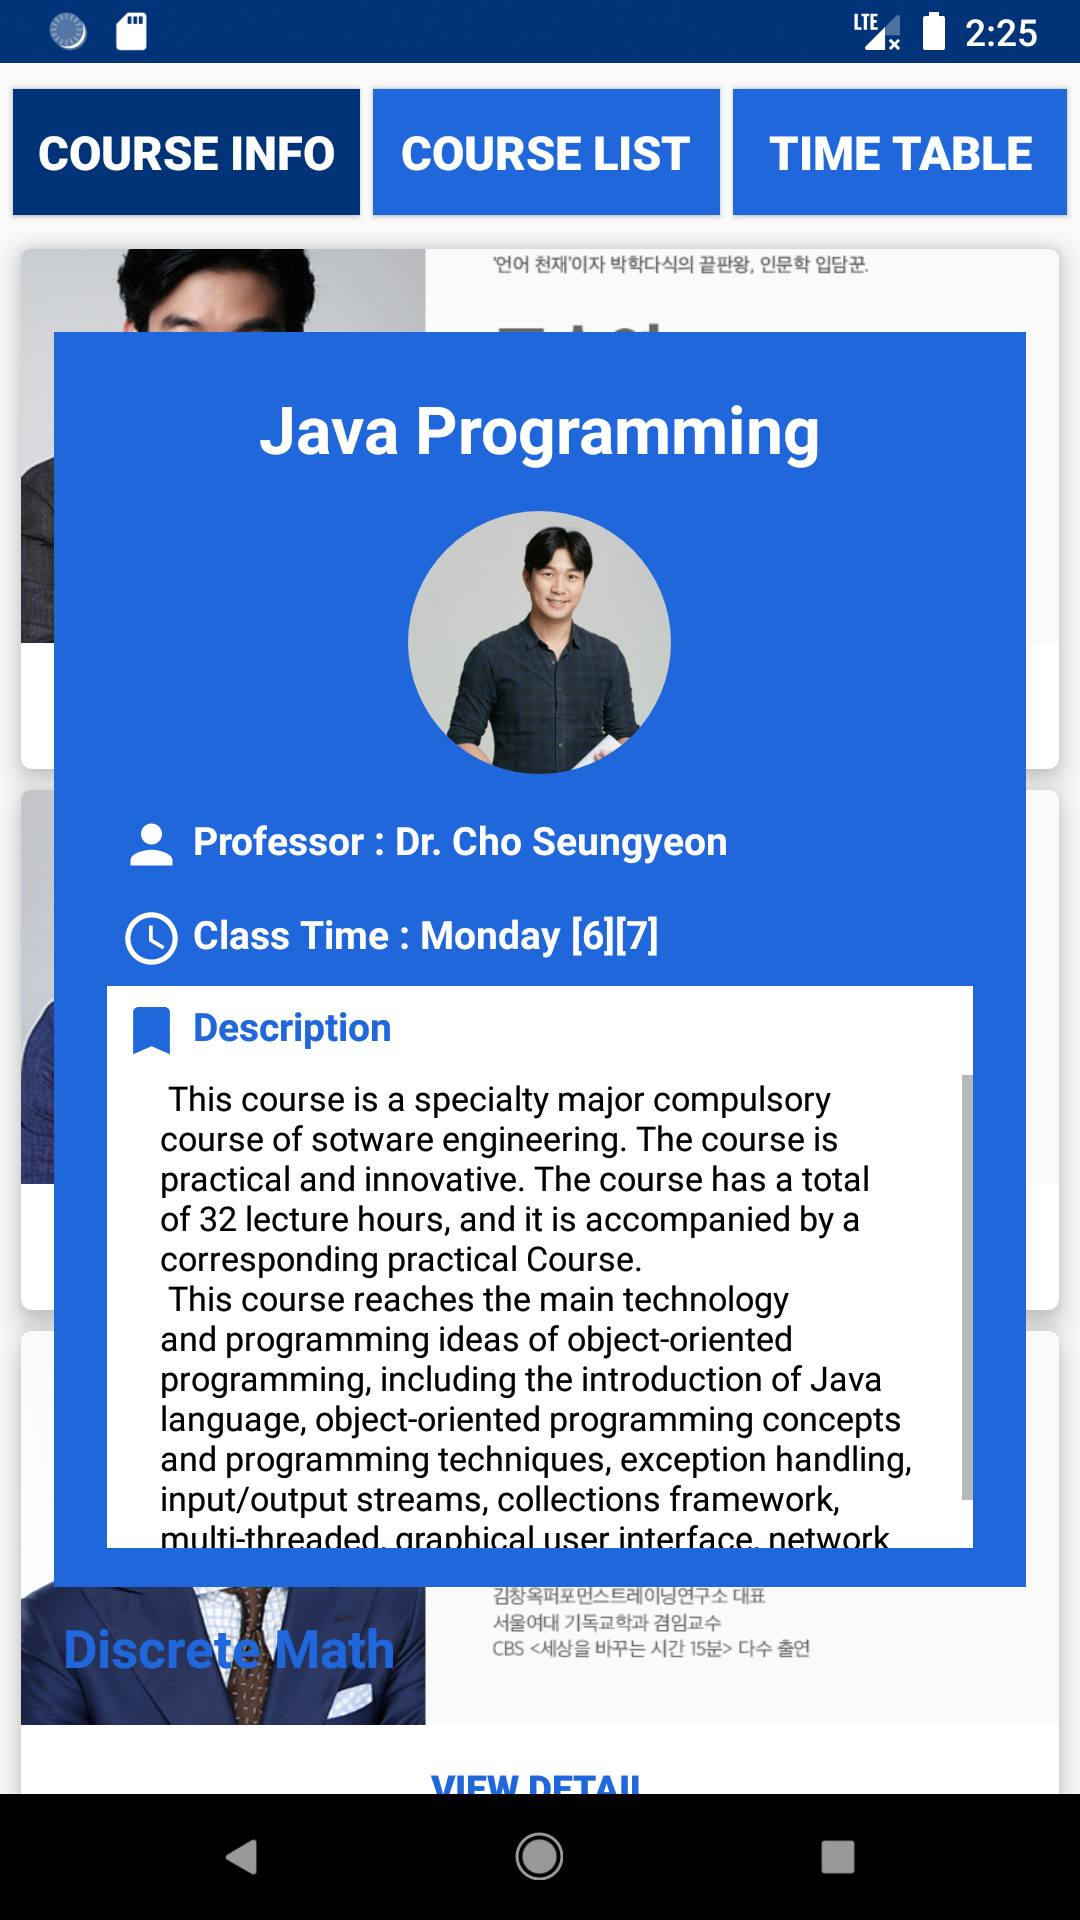 LTE 2:25
COURSE INFO COURSE LIST TIME TABLE
'언어 천재'이자 박학다식의 끝판왕, 인문학 입담꾼.
Java Programming
Professor : Dr. Cho Seungyeon
Class Time : Monday [6][7]
Description
This course is a specialty major compulsory
course of sotware engineering. The course is
practical and innovative. The course has a total
of 32 lecture hours, and it is accompanied by a
corresponding practical Course.
This course reaches the main technology
and programming ideas of object-oriented
programming, including the introduction of Java
language, object-oriented programming concepts
and programming techniques, exception handling,
input/output streams, collections framework,
multi-threaded, graphical user interface, network
김창옥퍼포먼스트레이닝연구소 대표
서울여대 기독교학과 겸임교수
CBS <세상을 바꾸는 시간 15분> 다수 출연
Discrete Math
VIEW DETAIL